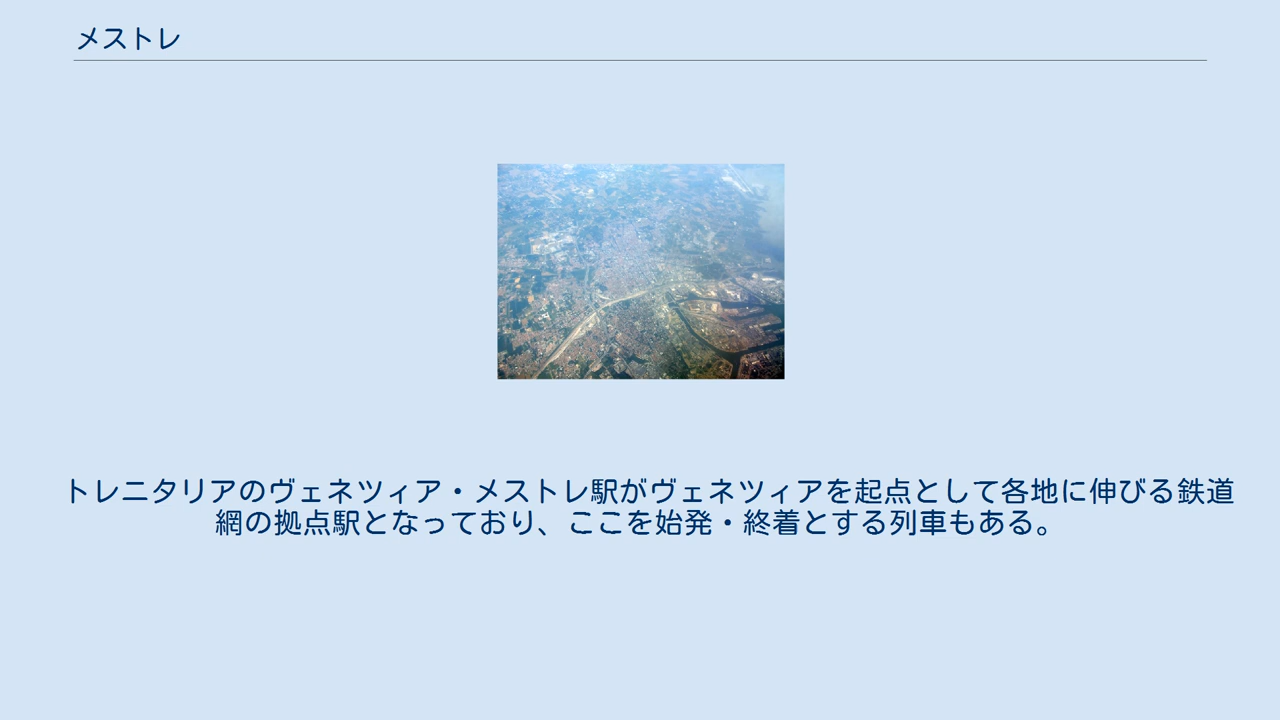 メストレ
トレニタリアのヴェネツィア・メストレ駅がヴェネツィアを起点として各地に伸びる鉄道
網の拠点駅となっており、ここを始発・終着とする列車もある。